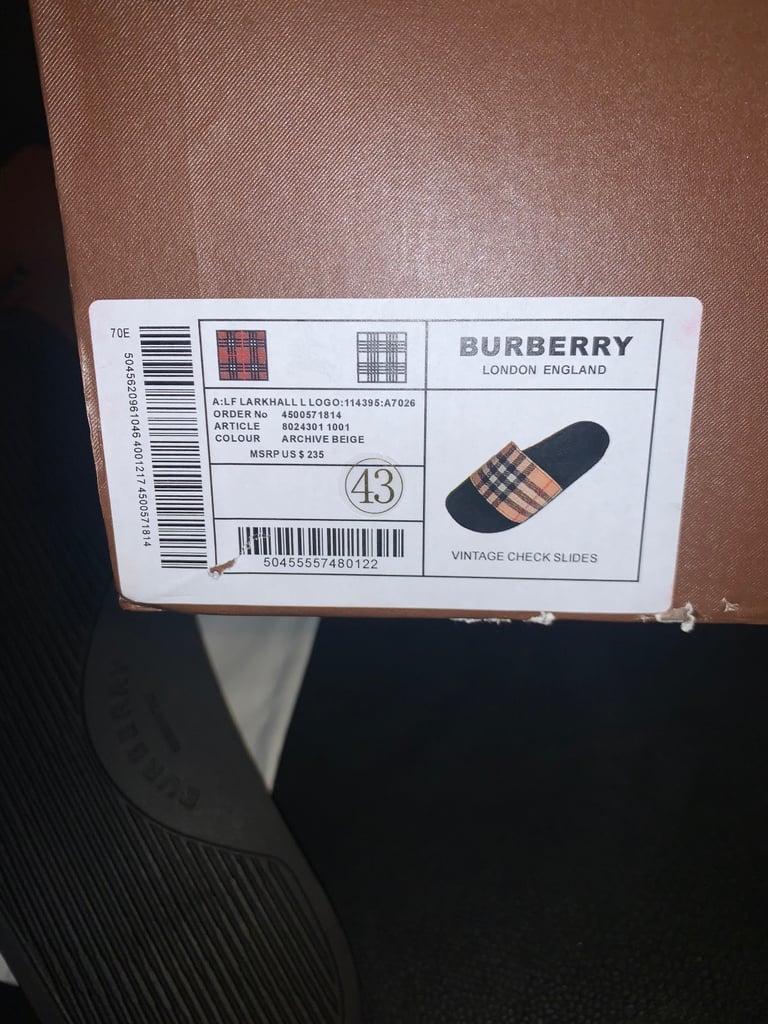 70E
5045620961046 4001217 4500571814
A:LF LARKHALL L LOGO:114395:A7026
ORDER No 4500571814
ARTICLE 8024301 1001
COLOUR ARCHIVE BEIGE
MSRP US $ 235
43
50455557480122
BURBERRY
LONDON ENGLAND
VINTAGE CHECK SLIDES
BURBERRY